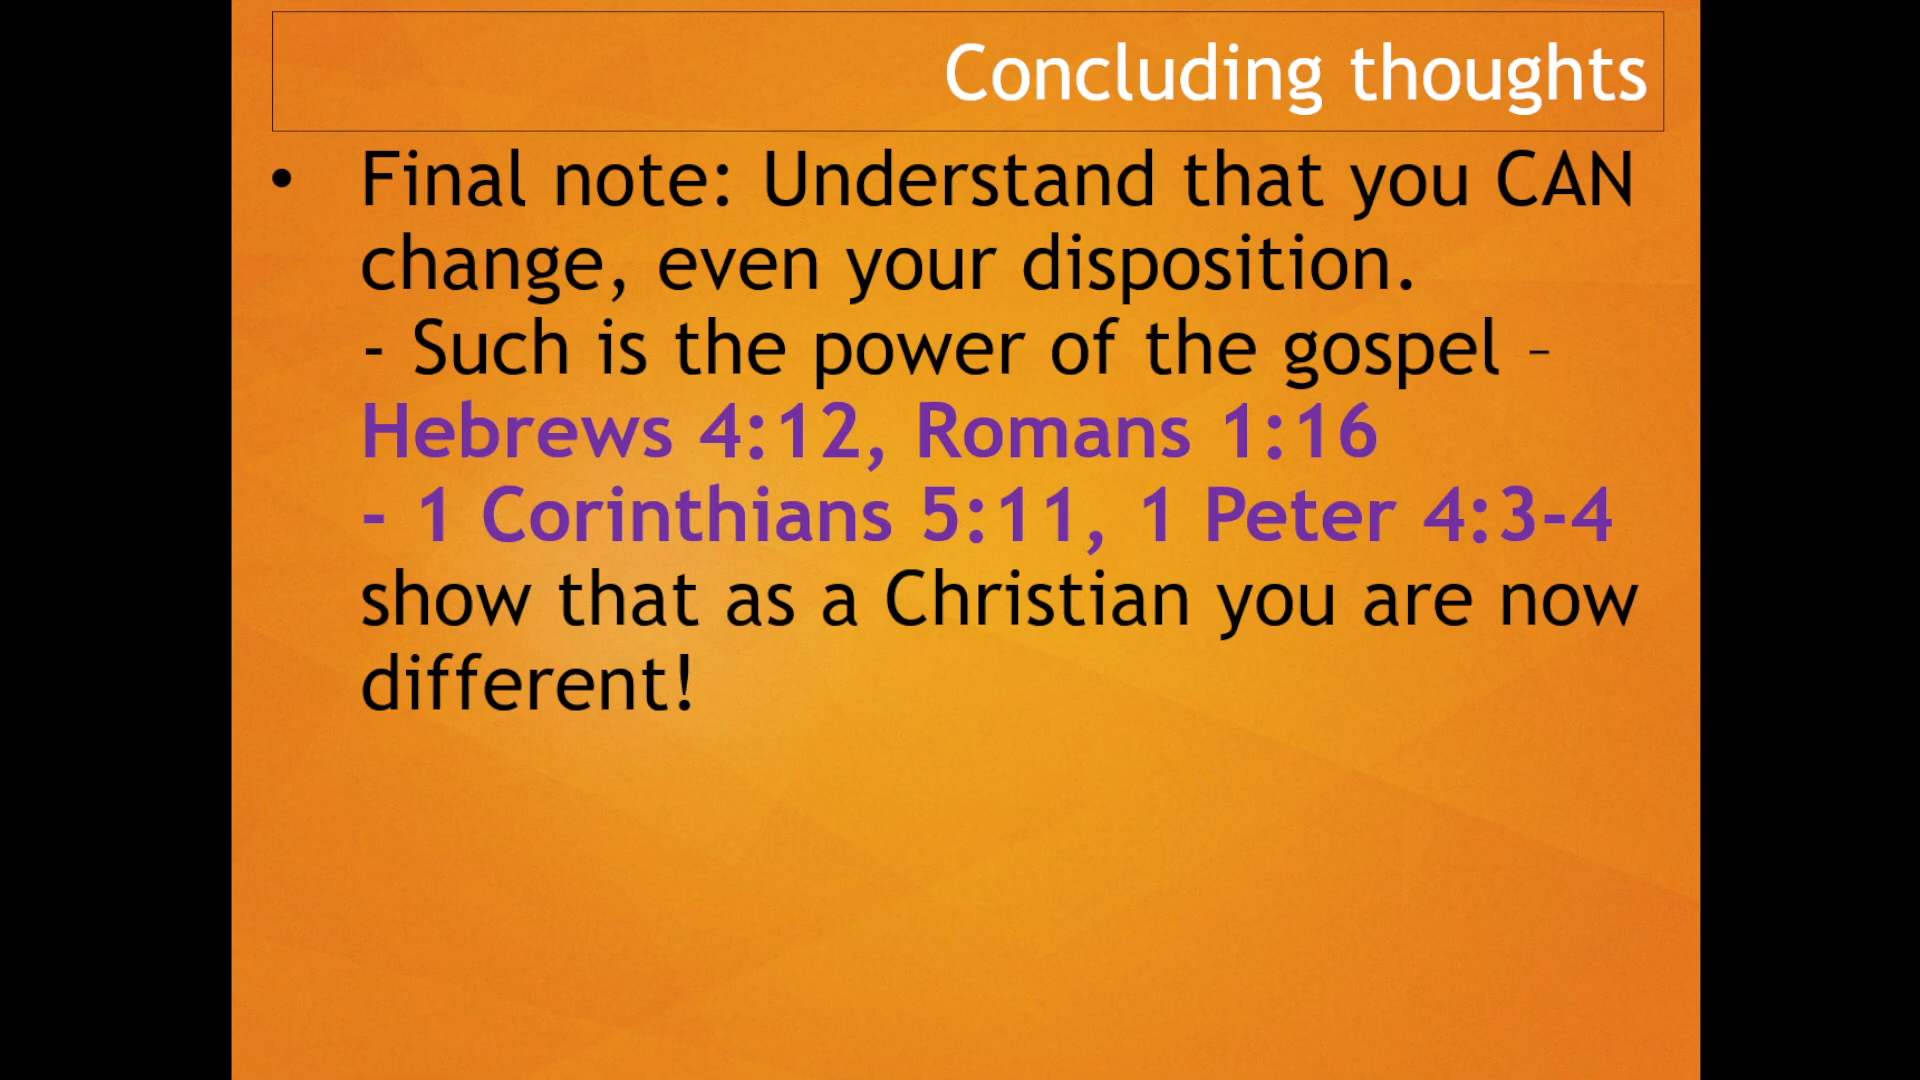 Concluding thoughts
• Final note: Understand that you CAN
change, even your disposition.
- Such is the power of the gospel –
Hebrews 4:12, Romans 1:16
- 1 Corinthians 5:11, 1 Peter 4:3-4
show that as a Christian you are now
different!